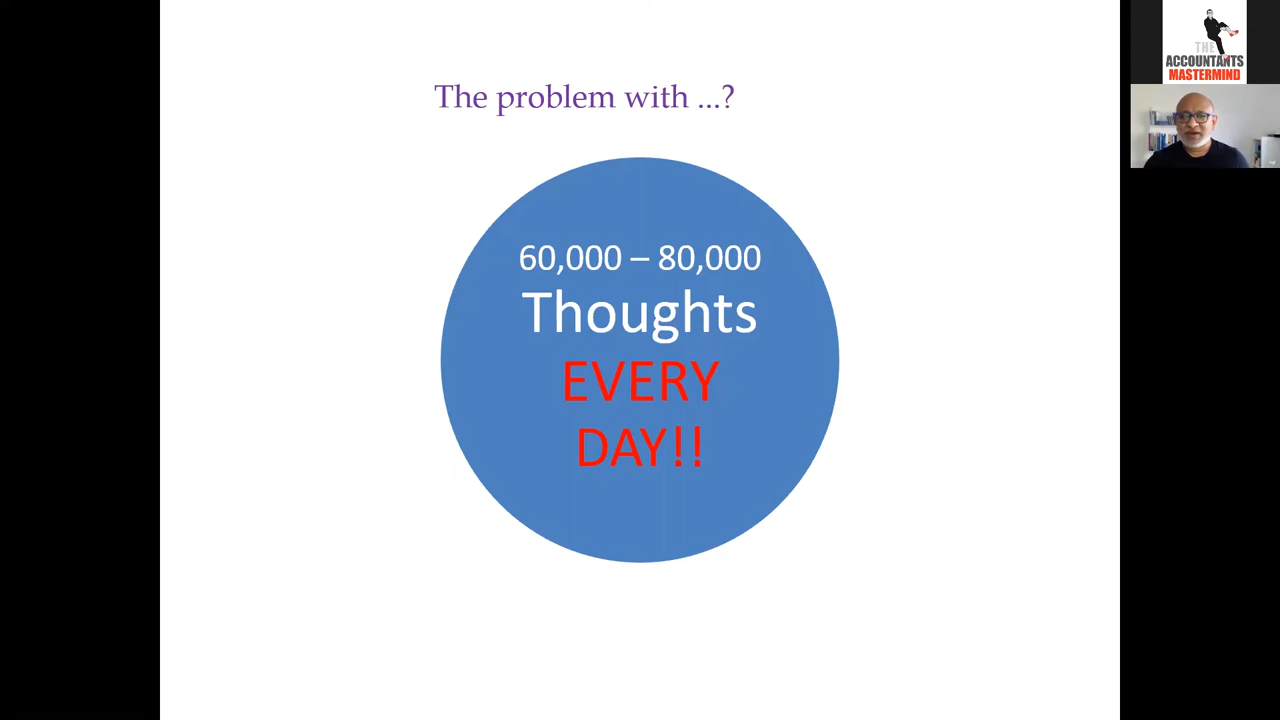 The problem with ...?
60,000 – 80,000
Thoughts
EVERY
DAY!!
THE
ACCOUNTANTS
MASTERMIND